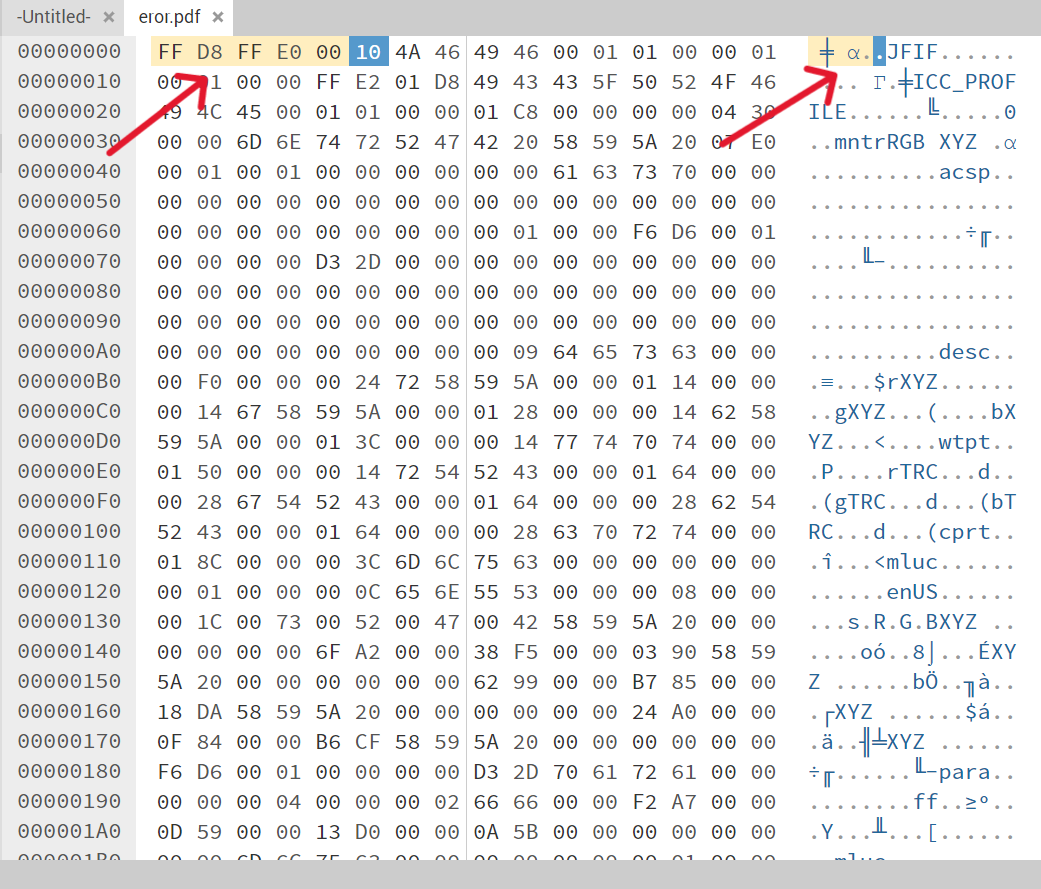 -Untitled- × eror.pdf ×
00000000 FF D8 FF E0 00 10 4A 46 49 46 00 01 01 00 00 01 ╪ α..JFIF......
00000010 00 01 00 00 FF E2 01 D8 49 43 43 5F 50 52 4F 46 .... Γ.╪ICC_PROF
00000020 49 4C 45 00 01 01 00 00 01 C8 00 00 00 00 04 30 ILE......╚.....0
00000030 00 00 6D 6E 74 72 52 47 42 20 58 59 5A 20 07 E0 ..mntrRGB XYZ .α
00000040 00 01 00 01 00 00 00 00 00 00 61 63 73 70 00 00 ..........acsp..
00000050 00 00 00 00 00 00 00 00 00 00 00 00 00 00 00 00 ................
00000060 00 00 00 00 00 00 00 00 00 01 00 00 F6 D6 00 01 ............÷╓..
00000070 00 00 00 00 D3 2D 00 00 00 00 00 00 00 00 00 00 ....╙-..........
00000080 00 00 00 00 00 00 00 00 00 00 00 00 00 00 00 00 ................
00000090 00 00 00 00 00 00 00 00 00 00 00 00 00 00 00 00 ................
000000A0 00 00 00 00 00 00 00 00 00 09 64 65 73 63 00 00 ..........desc..
000000B0 00 F0 00 00 00 24 72 58 59 5A 00 00 01 14 00 00 .≡...$rXYZ......
000000C0 00 14 67 58 59 5A 00 00 01 28 00 00 00 14 62 58 ..gXYZ...(....bX
000000D0 59 5A 00 00 01 3C 00 00 00 14 77 74 70 74 00 00 YZ...<....wtpt..
000000E0 01 50 00 00 00 14 72 54 52 43 00 00 01 64 00 00 .P....rTRC...d..
000000F0 00 28 67 54 52 43 00 00 01 64 00 00 00 28 62 54 .(gTRC...d...(bT
00000100 52 43 00 00 01 64 00 00 00 28 63 70 72 74 00 00 RC...d...(cprt..
00000110 01 8C 00 00 00 3C 6D 6C 75 63 00 00 00 00 00 00 .î...<mluc......
00000120 00 01 00 00 00 0C 65 6E 55 53 00 00 00 08 00 00 ......enUS......
00000130 00 1C 00 73 00 52 00 47 00 42 58 59 5A 20 00 00 ...s.R.G.BXYZ ..
00000140 00 00 00 00 6F A2 00 00 38 F5 00 00 03 90 58 59 ....oó..8⌡...ÉXY
00000150 5A 20 00 00 00 00 00 00 62 99 00 00 B7 85 00 00 Z ......bÖ..╖à..
00000160 18 DA 58 59 5A 20 00 00 00 00 00 00 24 A0 00 00 .┌XYZ ......$á..
00000170 0F 84 00 00 B6 CF 58 59 5A 20 00 00 00 00 00 00 .ä..╢╧XYZ ......
00000180 F6 D6 00 01 00 00 00 00 D3 2D 70 61 72 61 00 00 ÷╓......╙-para..
00000190 00 00 00 04 00 00 00 02 66 66 00 00 F2 A7 00 00 ........ff..≥º..
000001A0 0D 59 00 00 13 D0 00 00 0A 5B 00 00 00 00 00 00 .Y...╨...[......